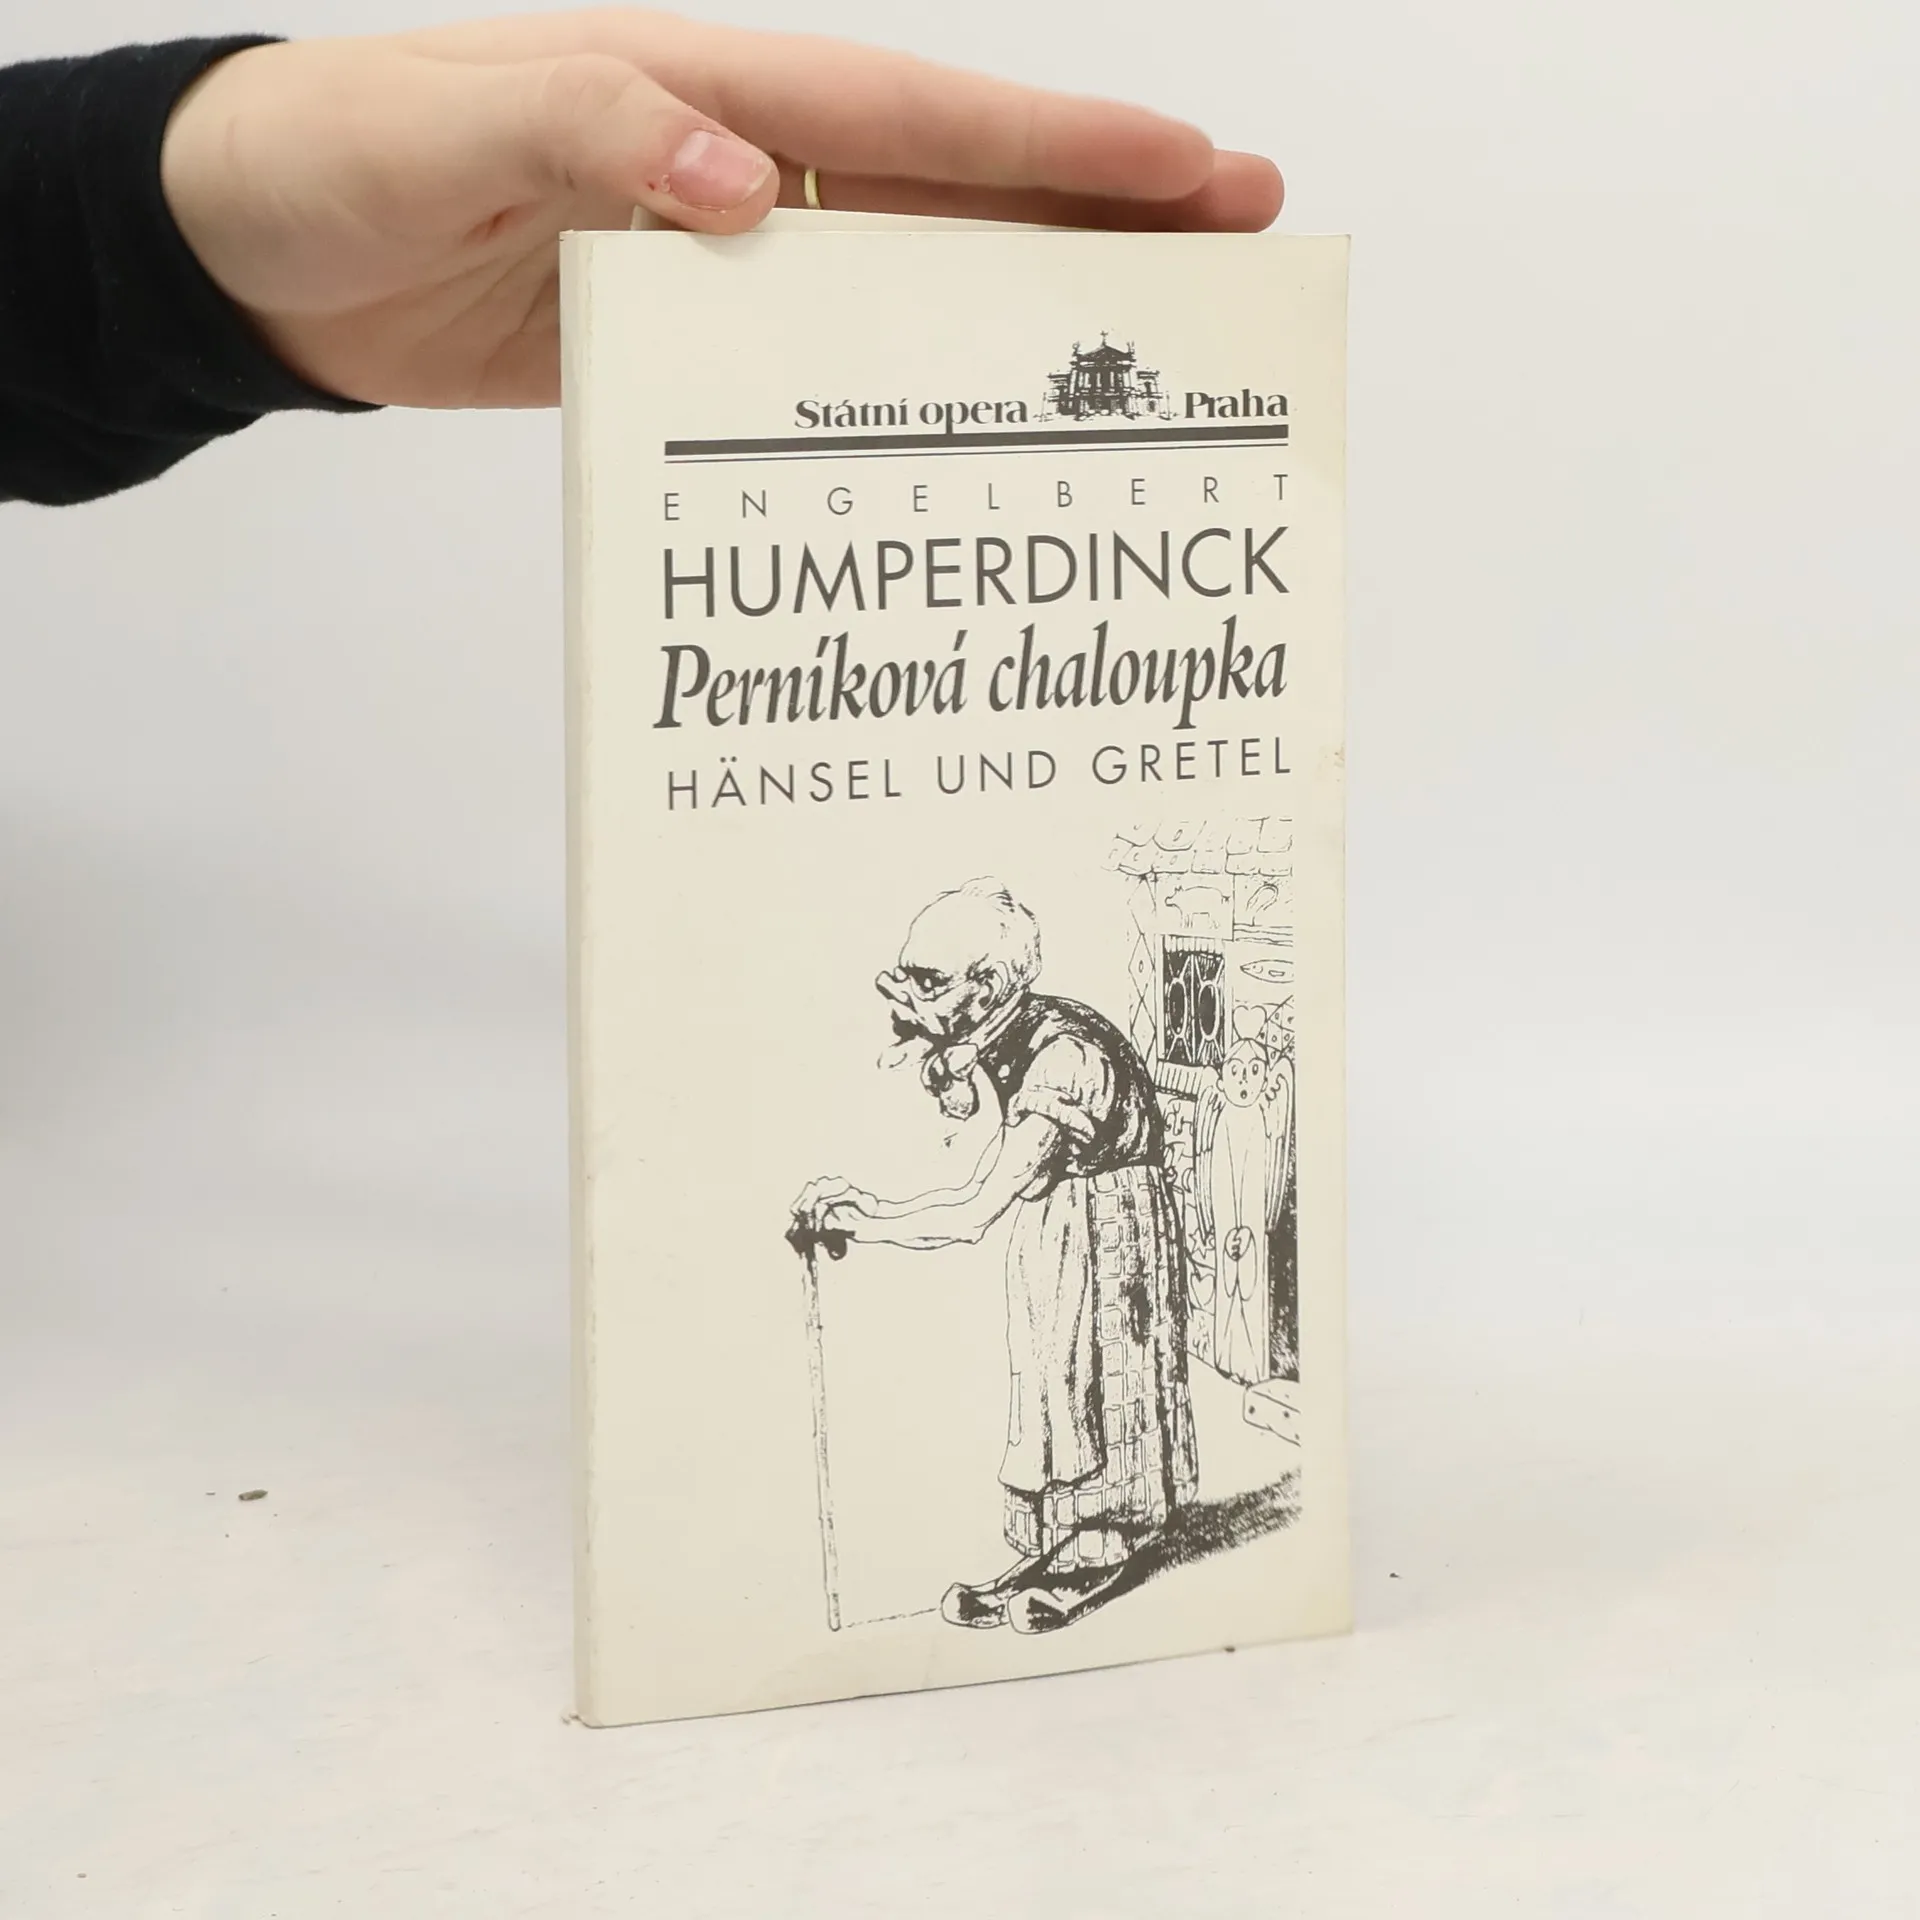 Státní opera Praha
ENGELBERT
HUMPERDINCK
Perníková chaloupka
HÄNSEL UND GRETEL